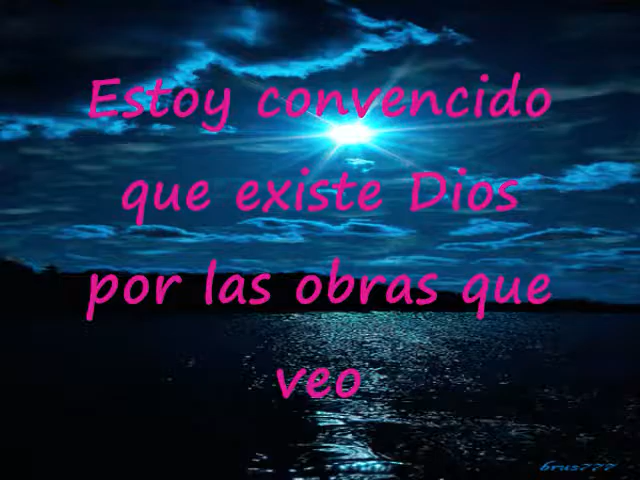 Estoy convencido
que existe Dios
por las obras que
veo
brus777